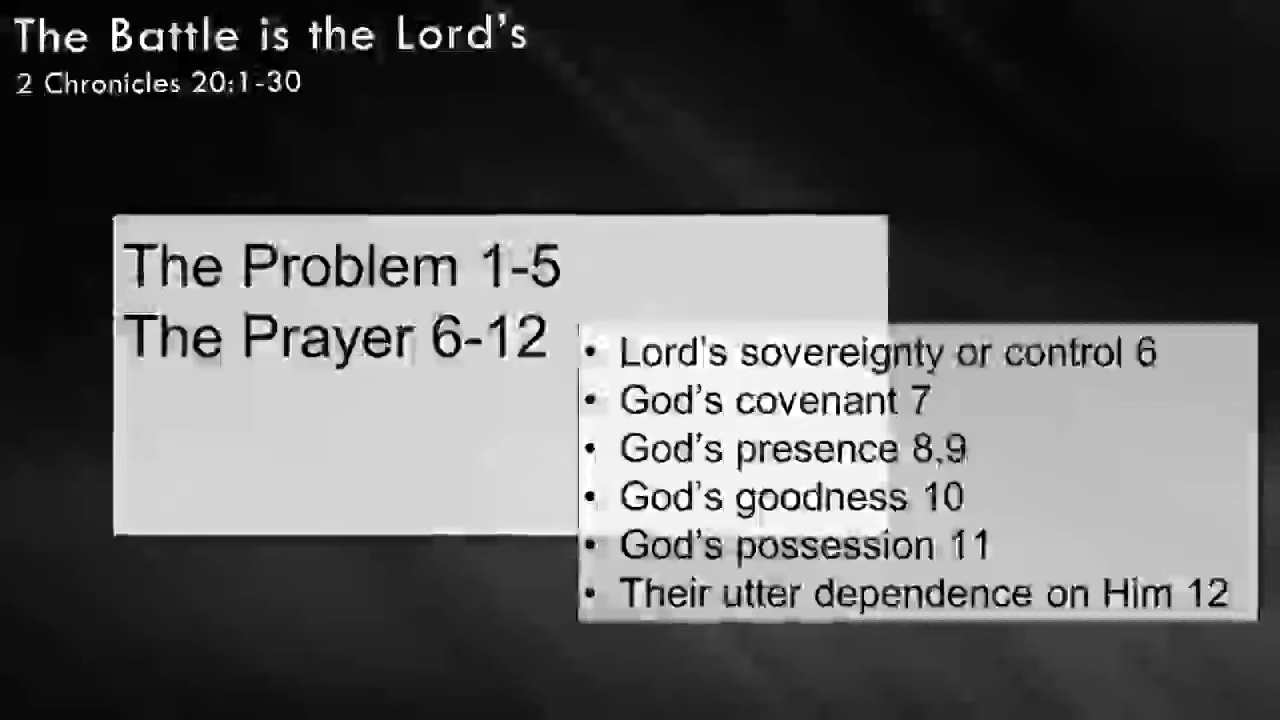 The Battle is the Lord's
2 Chronicles 20:1-30
The Problem 1-5
The Prayer 6-12
• Lord's sovereignty or control 6
• God's covenant 7
• God's presence 8,9
• God's goodness 10
• God's possession 11
• Their utter dependence on Him 12